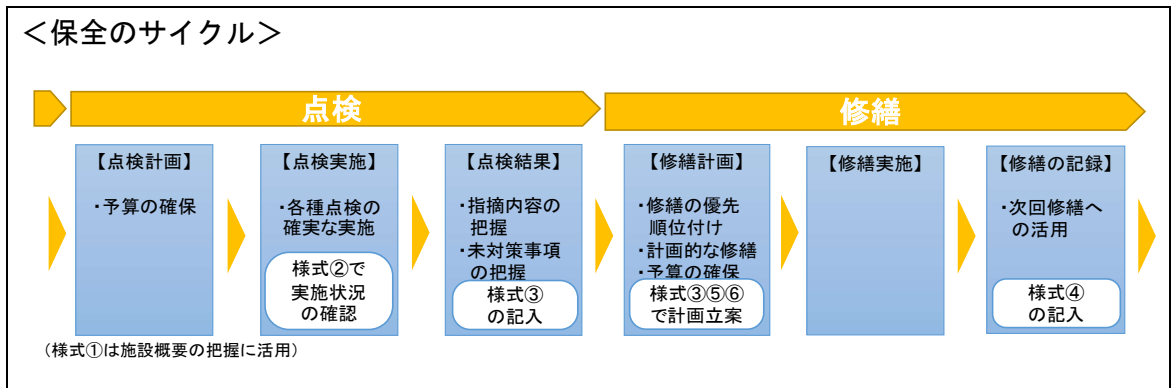 ＜保全のサイクル＞
点検
修繕
【点検計画】
・予算の確保
【点検実施】
・各種点検の
確実な実施
様式②で
実施状況
の確認
【点検結果】
・指摘内容の
把握
・未対策事項
の把握
様式③
の記入
【修繕計画】
・修繕の優先
順位付け
・計画的な修繕
・予算の確保
様式③⑤⑥
で計画立案
【修繕実施】
【修繕の記録】
・次回修繕へ
の活用
様式④
の記入
（様式①は施設概要の把握に活用）